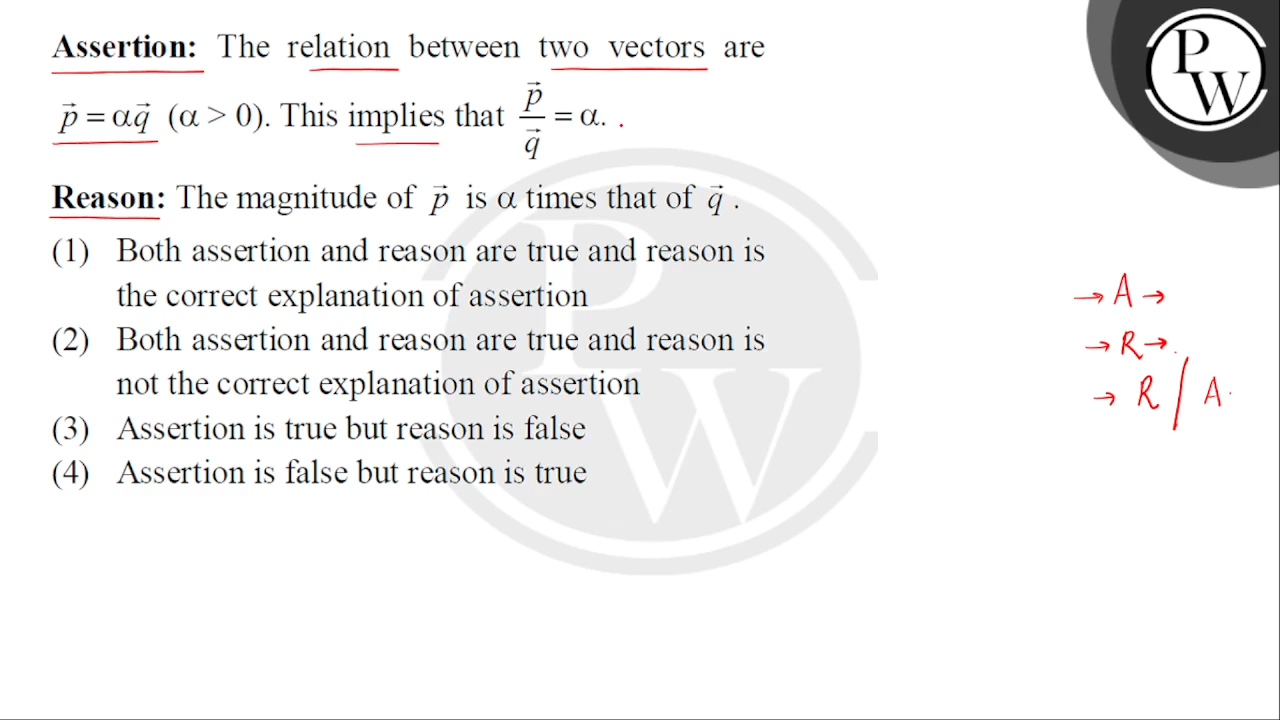 Assertion: The relation between two vectors are
p⃗ = αq⃗ (α > 0). This implies that p⃗/q⃗ = α.
Reason: The magnitude of p⃗ is α times that of q⃗ .
(1) Both assertion and reason are true and reason is
the correct explanation of assertion
(2) Both assertion and reason are true and reason is
not the correct explanation of assertion
(3) Assertion is true but reason is false
(4) Assertion is false but reason is true
→ A →
→ R →
→ R / A
PW
PW